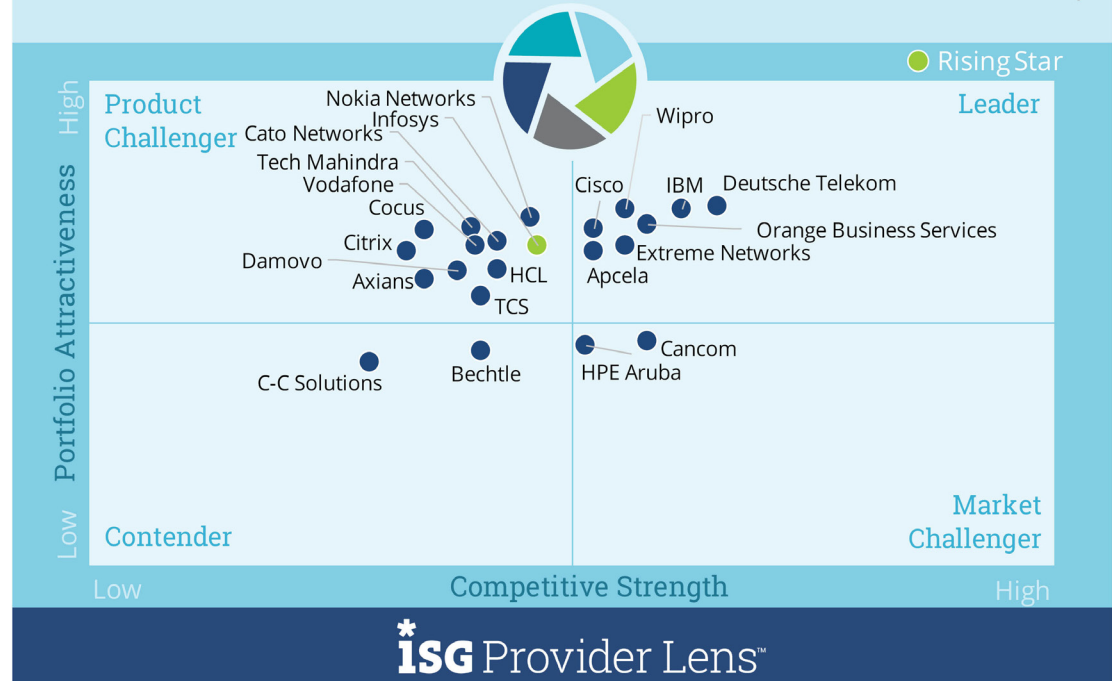 Rising Star
High
Product
Challenger
Leader
Nokia Networks
Infosys
Wipro
Cato Networks
Tech Mahindra
Vodafone
Cisco
IBM
Deutsche Telekom
Cocus
Orange Business Services
Citrix
Extreme Networks
Damovo
Axians
HCL
Apcela
TCS
Portfolio Attractiveness
Cancom
C-C Solutions
Bechtle
HPE Aruba
Low
Contender
Market
Challenger
Low
Competitive Strength
High
*ISG Provider Lens™